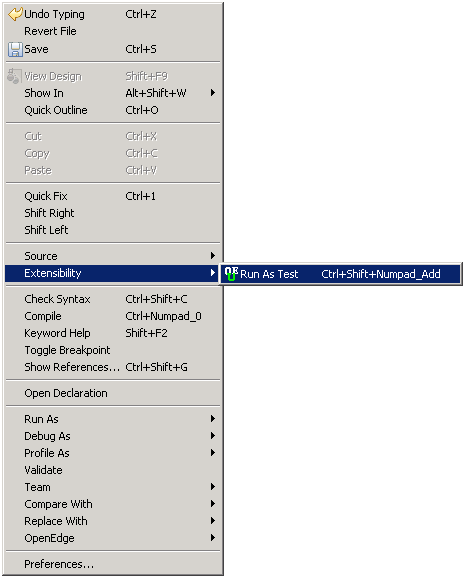 Undo Typing Ctrl+Z
Revert File
Save Ctrl+S
View Design Shift+F9
Show In Alt+Shift+W
Quick Outline Ctrl+O
Cut Ctrl+X
Copy Ctrl+C
Paste Ctrl+V
Quick Fix Ctrl+1
Shift Right
Shift Left
Source
Extensibility
Run As Test Ctrl+Shift+Numpad_Add
Check Syntax Ctrl+Shift+C
Compile Ctrl+Numpad_0
Keyword Help Shift+F2
Toggle Breakpoint
Show References... Ctrl+Shift+G
Open Declaration
Run As
Debug As
Profile As
Validate
Team
Compare With
Replace With
OpenEdge
Preferences...